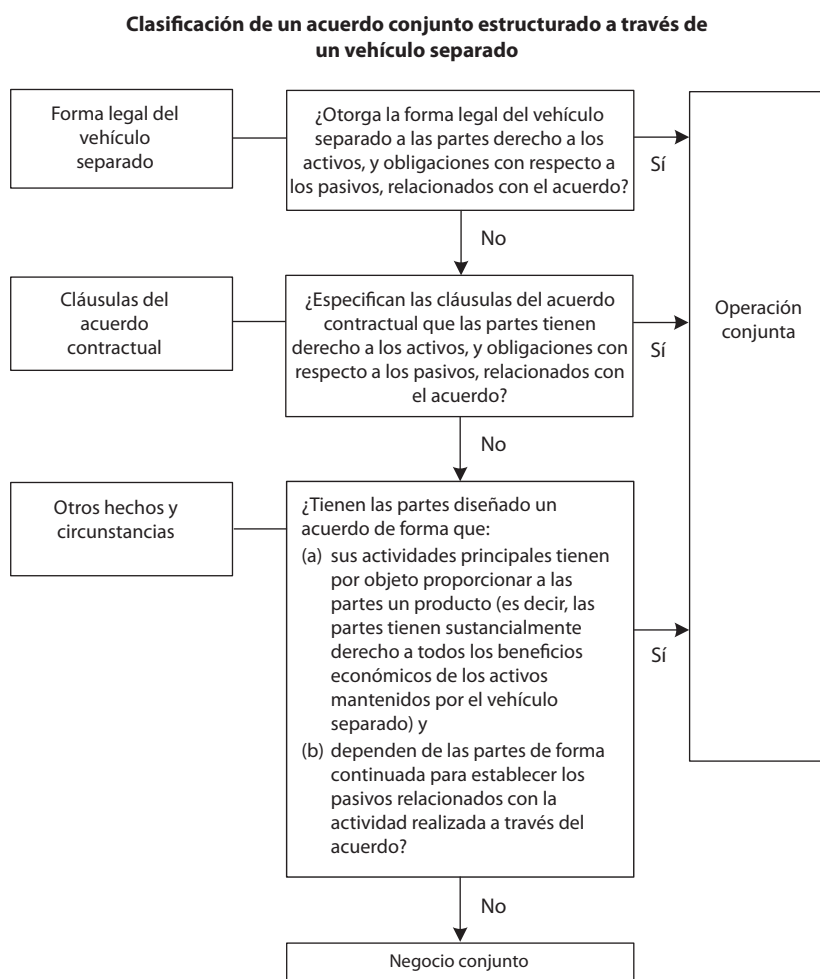 Clasificación de un acuerdo conjunto estructurado a través de
un vehículo separado
Forma legal del
vehículo
separado
¿Otorga la forma legal del vehículo
separado a las partes derecho a los
activos, y obligaciones con respecto a
los pasivos, relacionados con el acuerdo?
Sí
No
Cláusulas del
acuerdo
contractual
¿Especifican las cláusulas del acuerdo
contractual que las partes tienen
derecho a los activos, y obligaciones con
respecto a los pasivos, relacionados con
el acuerdo?
Sí
Operación
conjunta
No
Otros hechos y
circunstancias
¿Tienen las partes diseñado un
acuerdo de forma que:
(a) sus actividades principales tienen
por objeto proporcionar a las
partes un producto (es decir, las
partes tienen sustancialmente
derecho a todos los beneficios
económicos de los activos
mantenidos por el vehículo
separado) y
(b) dependen de las partes de forma
continuada para establecer los
pasivos relacionados con la
actividad realizada a través del
acuerdo?
Sí
No
Negocio conjunto